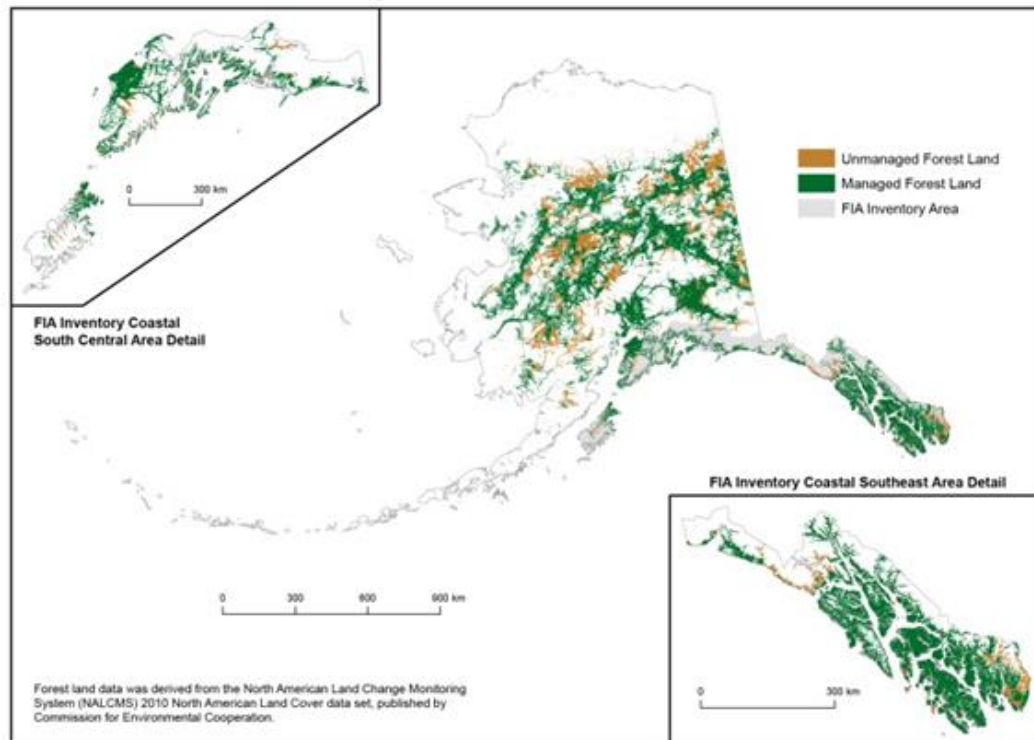 0
300 km
FIA Inventory Coastal
South Central Area Detail
Unmanaged Forest Land
Managed Forest Land
FIA Inventory Area
FIA Inventory Coastal Southeast Area Detail
0
300
600
900 km
0
300 km
Forest land data was derived from the North American Land Change Monitoring
System (NALCMS) 2010 North American Land Cover data set, published by
Commission for Environmental Cooperation.